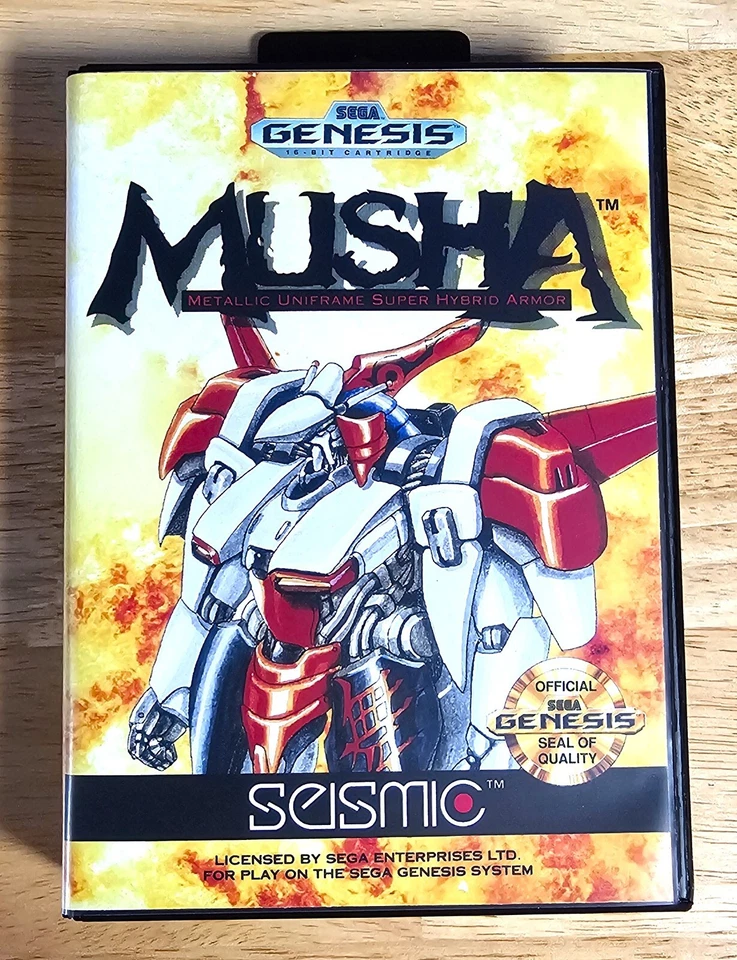 SEGA
GENESIS™
16-BIT CARTRIDGE
MUSHA™
METALLIC UNIFRAME SUPER HYBRID ARMOR
OFFICIAL
SEGA
GENESIS
SEAL OF
QUALITY
SEISMIC™
LICENSED BY SEGA ENTERPRISES LTD.
FOR PLAY ON THE SEGA GENESIS SYSTEM